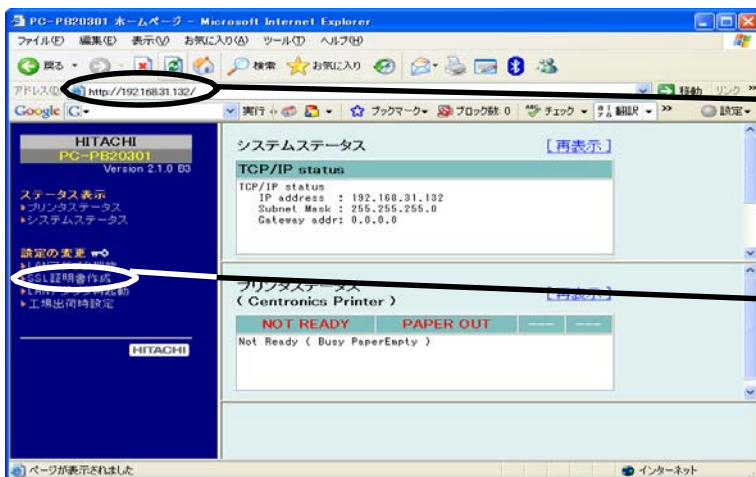 PC-PB20301 ホームページ - Microsoft Internet Explorer
ファイル(F) 編集(E) 表示(V) お気に入り(A) ツール(T) ヘルプ(H)
戻る 検索 お気に入り
アドレス(D) http://192.168.31.132/ 移動 リンク »
Google G 実行 ブックマーク ブロック数: 0 チェック 翻訳 » 設定
HITACHI
PC-PB20301
Version 2.1.0 B3
ステータス表示
プリンタステータス
システムステータス
設定の変更
SSL証明書作成
工場出荷時設定
HITACHI
システムステータス [再表示]
TCP/IP status
TCP/IP status
IP address : 192.168.31.132
Subnet Mask : 255.255.255.0
Gateway addr: 0.0.0.0
プリンタステータス [再表示]
( Centronics Printer )
NOT READY PAPER OUT --- ---
Not Ready ( Busy PaperEmpty )
ページが表示されました インターネット